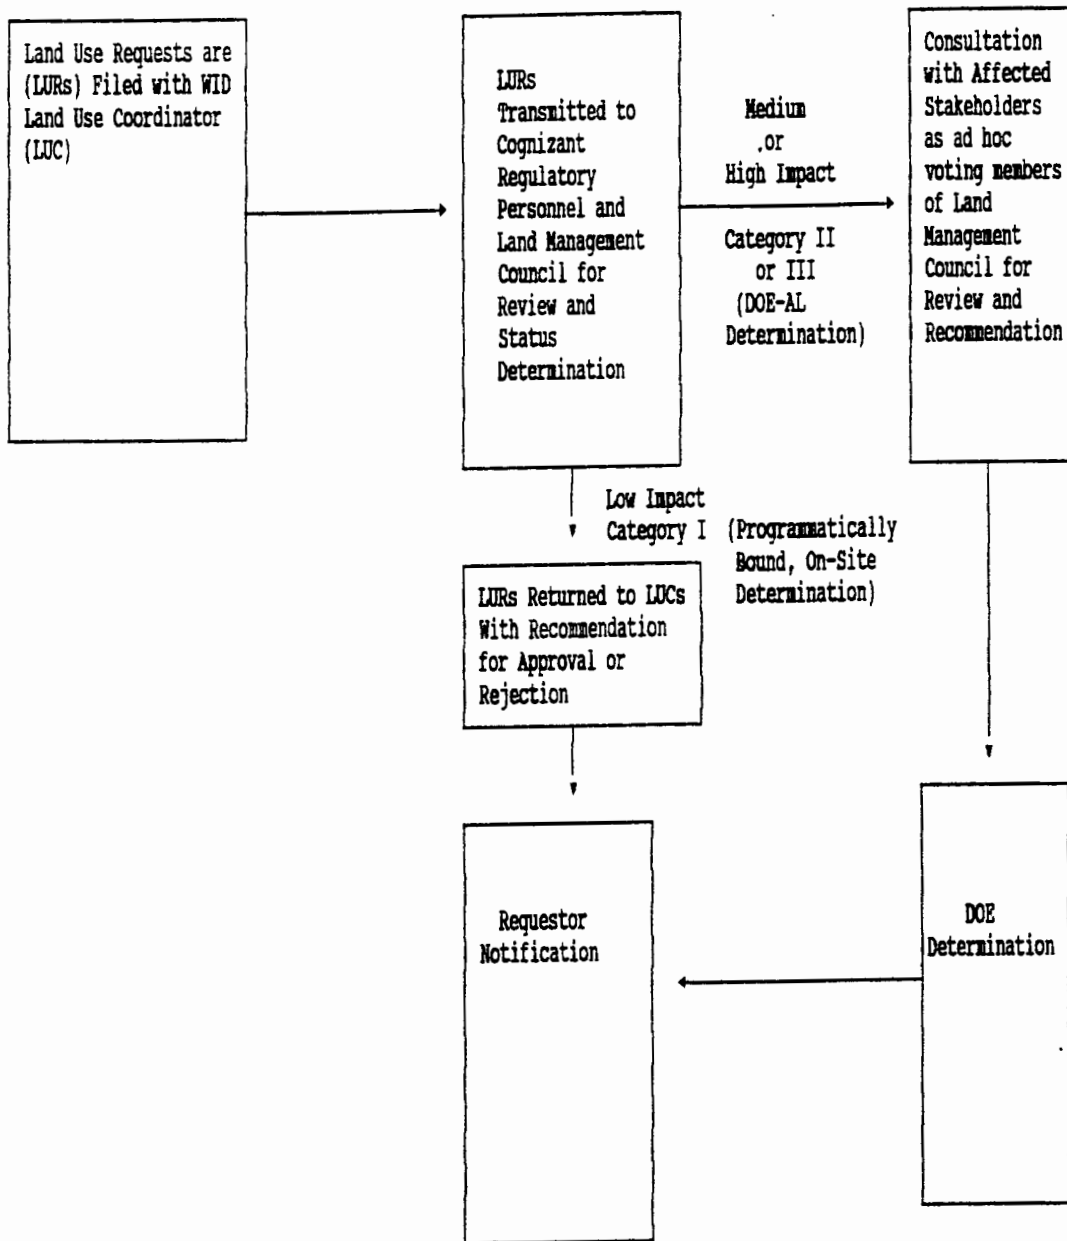 Land Use Requests are
(LURs) Filed with WID
Land Use Coordinator
(LUC)
LURs
Transmitted to
Cognizant
Regulatory
Personnel and
Land Management
Council for
Review and
Status
Determination
Medium
.or
High Impact
Category II
or III
(DOE-AL
Determination)
Consultation
with Affected
Stakeholders
as ad hoc
voting members
of Land
Management
Council for
Review and
Recommendation
Low Impact
Category I (Programmatically
Bound, On-Site
Determination)
LURs Returned to LUCs
With Recommendation
for Approval or
Rejection
Requestor
Notification
DOE
Determination